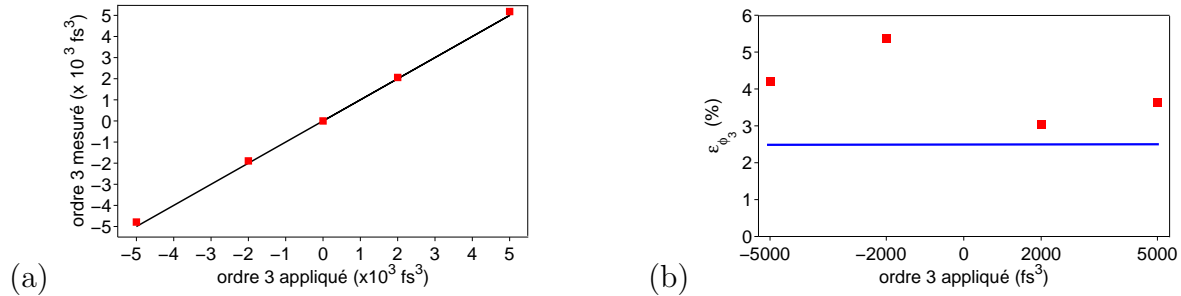 5
4
3
2
1
0
−1
−2
−3
−4
−5
ordre 3 mesuré (x 10³ fs³)
−5 −4 −3 −2 −1 0 1 2 3 4 5
ordre 3 appliqué (x10³ fs³)
(a)
6
5
4
3
2
1
0
ε_ϕ₃ (%)
−5000 −2000 0 2000 5000
ordre 3 appliqué (fs³)
(b)